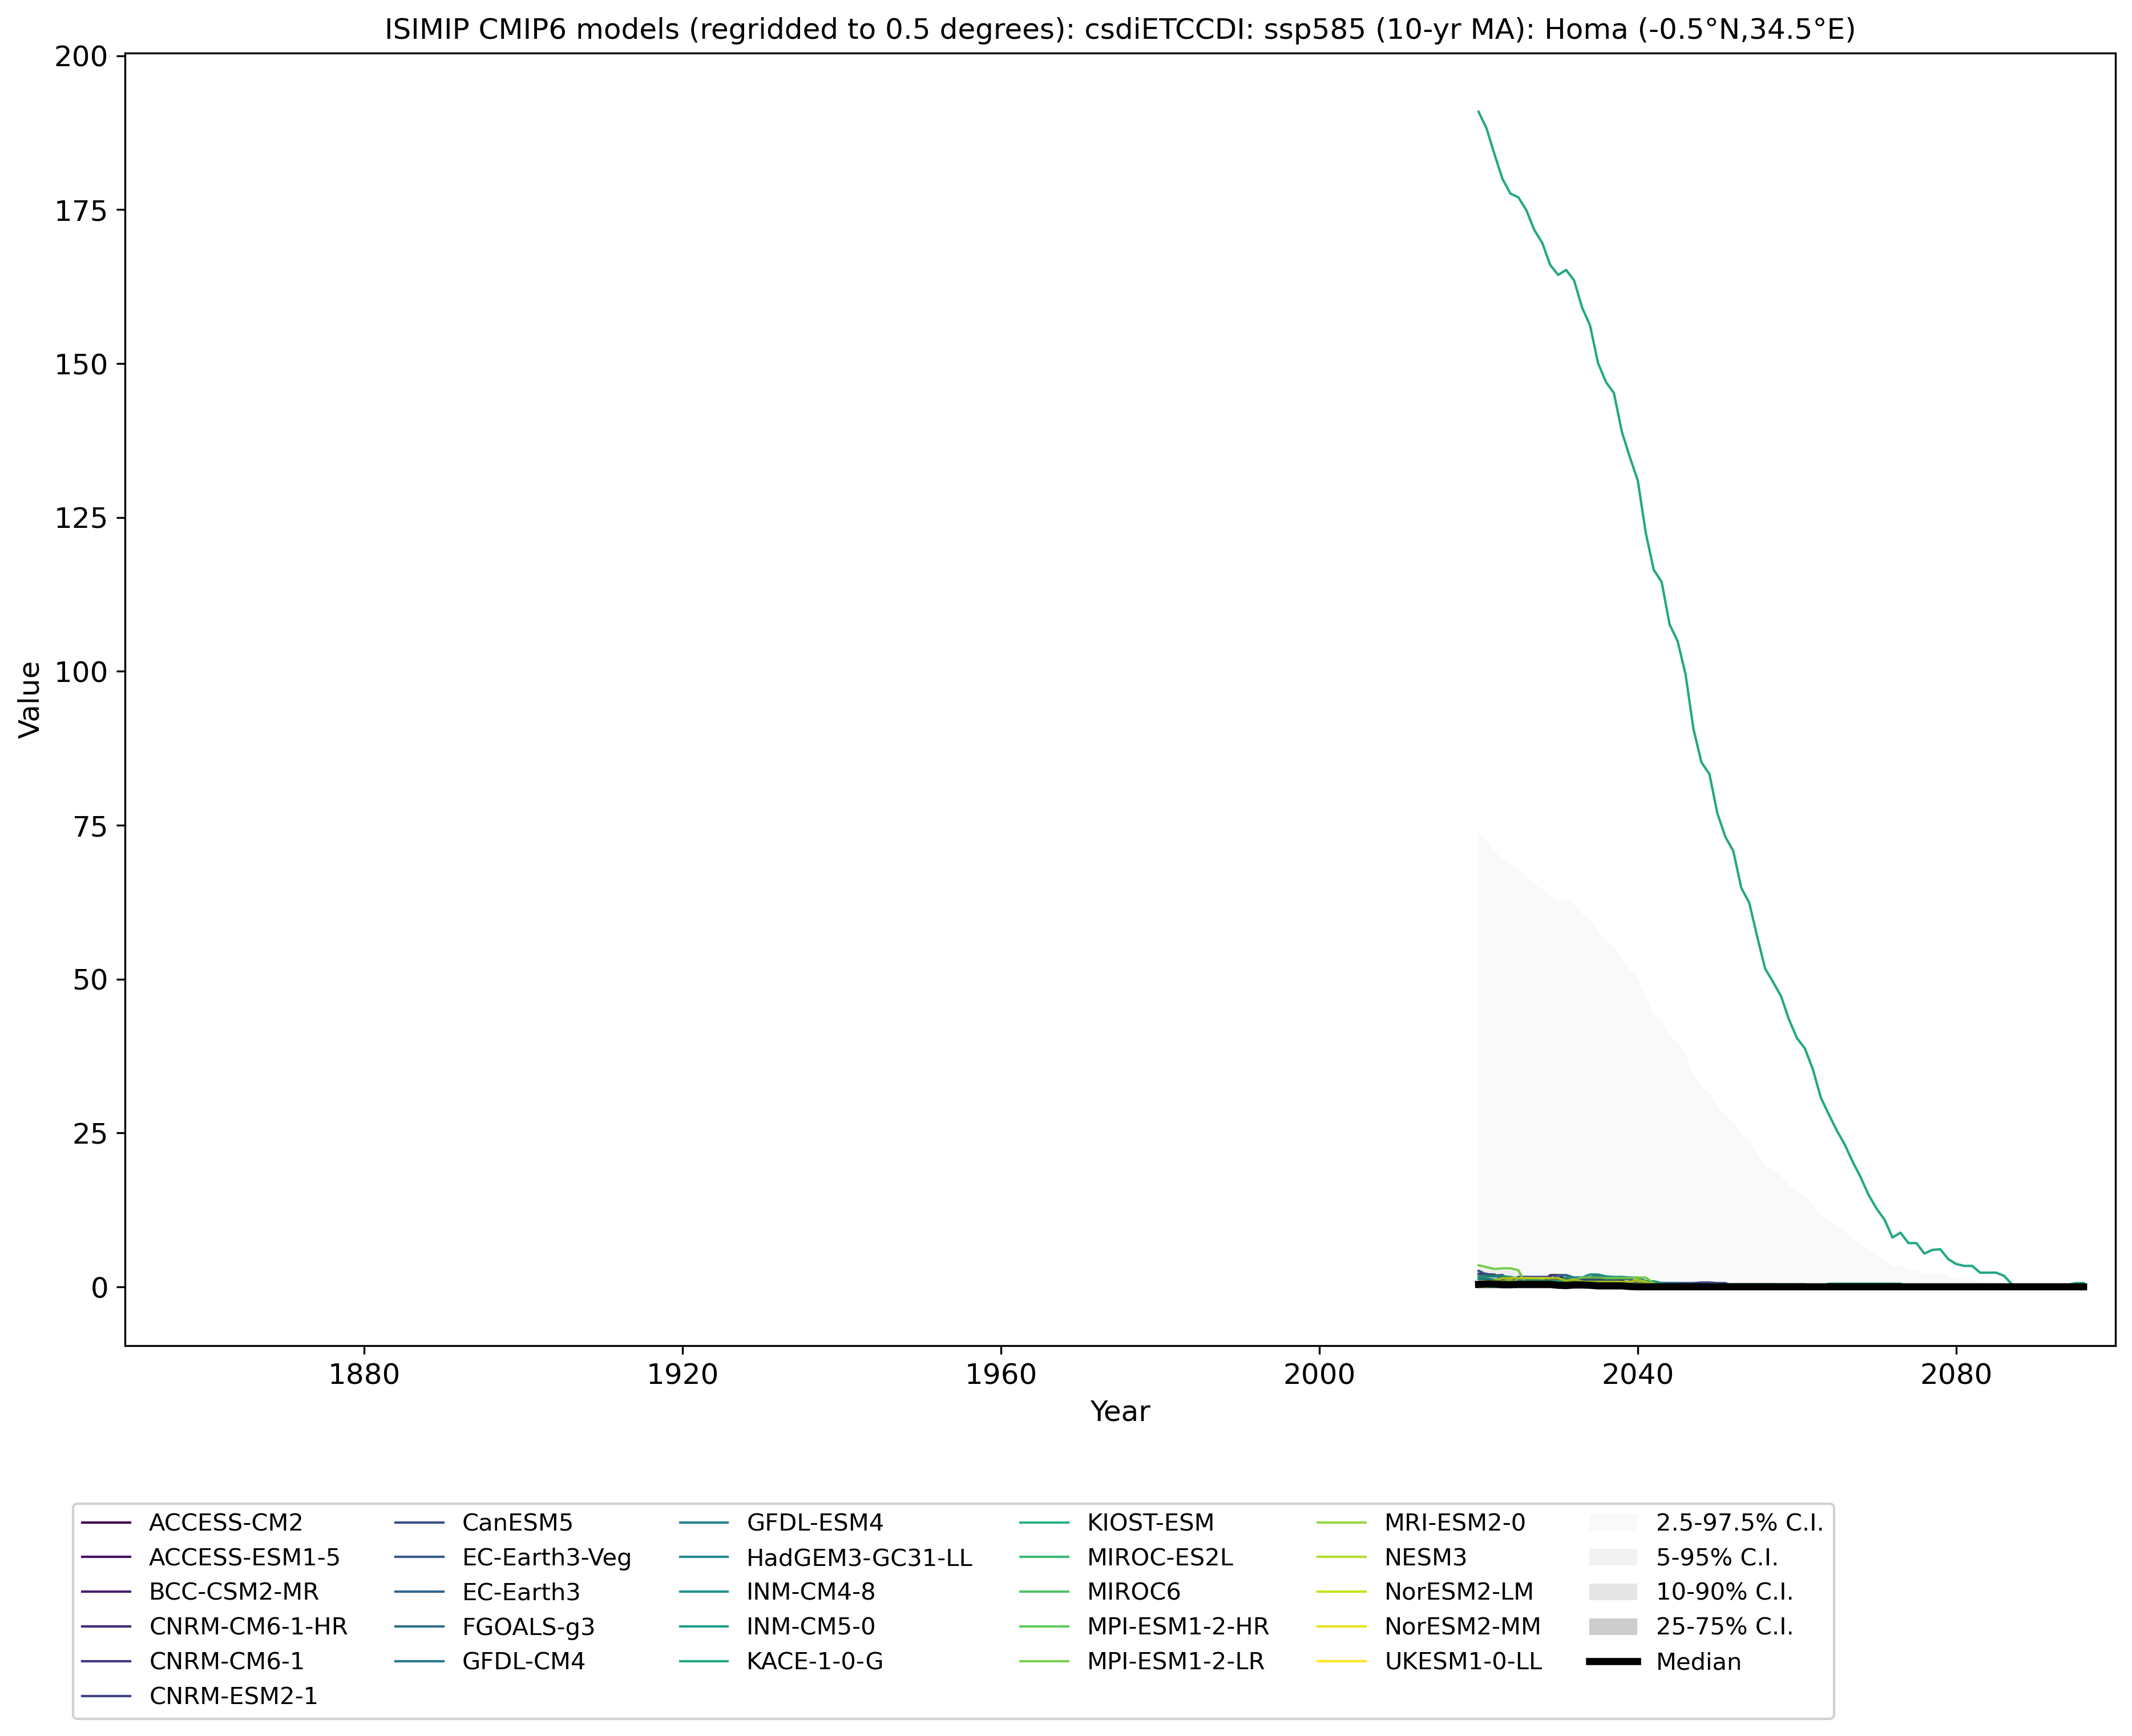 ISIMIP CMIP6 models (regridded to 0.5 degrees): csdiETCCDI: ssp585 (10-yr MA): Homa (-0.5°N,34.5°E)
200
175
150
125
100
75
50
25
0
Value
1880 1920 1960 2000 2040 2080
Year
ACCESS-CM2 CanESM5 GFDL-ESM4 KIOST-ESM MRI-ESM2-0 2.5-97.5% C.I.
ACCESS-ESM1-5 EC-Earth3-Veg HadGEM3-GC31-LL MIROC-ES2L NESM3 5-95% C.I.
BCC-CSM2-MR EC-Earth3 INM-CM4-8 MIROC6 NorESM2-LM 10-90% C.I.
CNRM-CM6-1-HR FGOALS-g3 INM-CM5-0 MPI-ESM1-2-HR NorESM2-MM 25-75% C.I.
CNRM-CM6-1 GFDL-CM4 KACE-1-0-G MPI-ESM1-2-LR UKESM1-0-LL Median
CNRM-ESM2-1